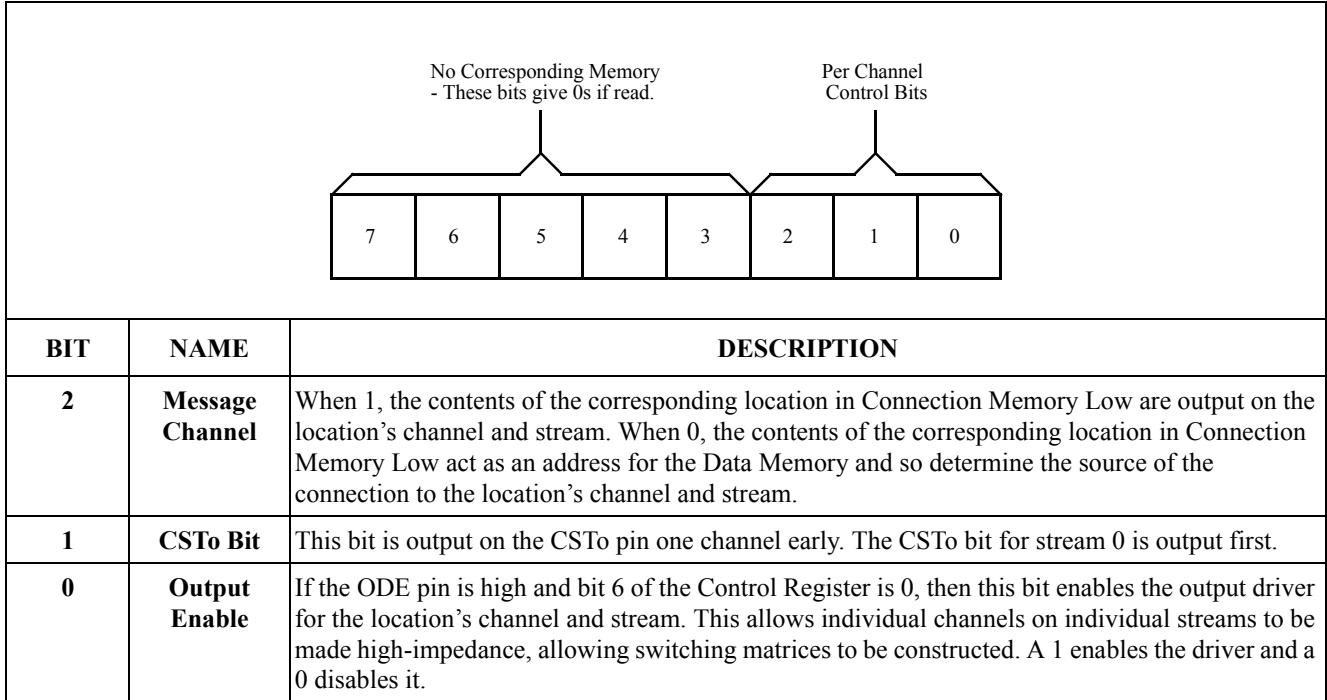 No Corresponding Memory
- These bits give 0s if read.
Per Channel
Control Bits
7 6 5 4 3 2 1 0
BIT NAME DESCRIPTION
2 Message Channel When 1, the contents of the corresponding location in Connection Memory Low are output on the
location's channel and stream. When 0, the contents of the corresponding location in Connection
Memory Low act as an address for the Data Memory and so determine the source of the
connection to the location's channel and stream.
1 CSTo Bit This bit is output on the CSTo pin one channel early. The CSTo bit for stream 0 is output first.
0 Output Enable If the ODE pin is high and bit 6 of the Control Register is 0, then this bit enables the output driver
for the location's channel and stream. This allows individual channels on individual streams to be
made high-impedance, allowing switching matrices to be constructed. A 1 enables the driver and a
0 disables it.